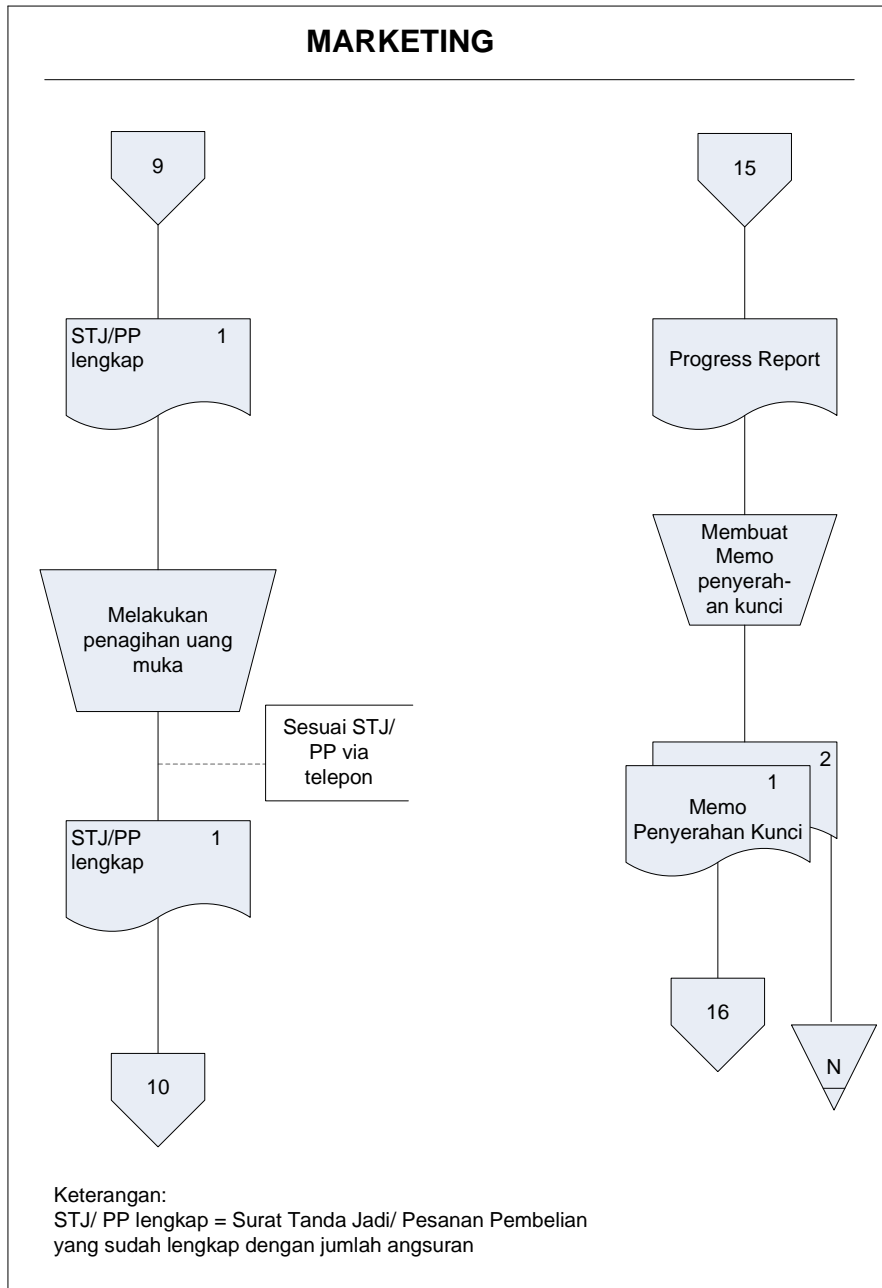 MARKETING
9
STJ/PP 1
lengkap
Melakukan
penagihan uang
muka
Sesuai STJ/
PP via
telepon
STJ/PP 1
lengkap
10
15
Progress Report
Membuat
Memo
penyerah-
an kunci
2
1
Memo
Penyerahan Kunci
16
N
Keterangan:
STJ/ PP lengkap = Surat Tanda Jadi/ Pesanan Pembelian
yang sudah lengkap dengan jumlah angsuran